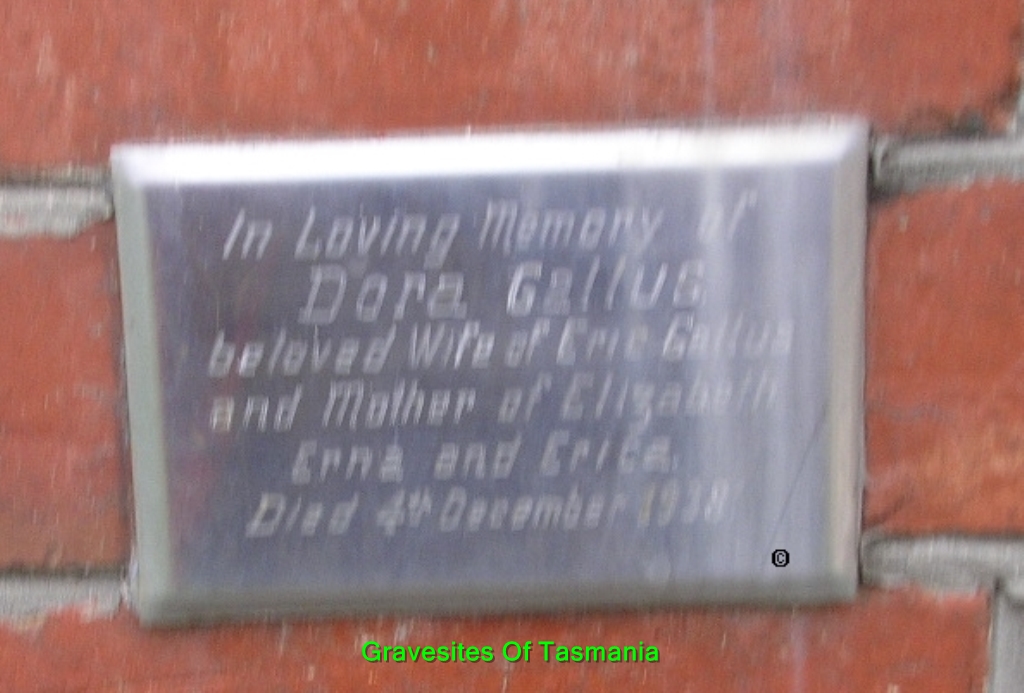 In Loving Memory of
Dora Gallus
beloved Wife of Eric Gallus
and Mother of Elizabeth
Erna and Erica.
Died 4th December 1938
©
Gravesites Of Tasmania